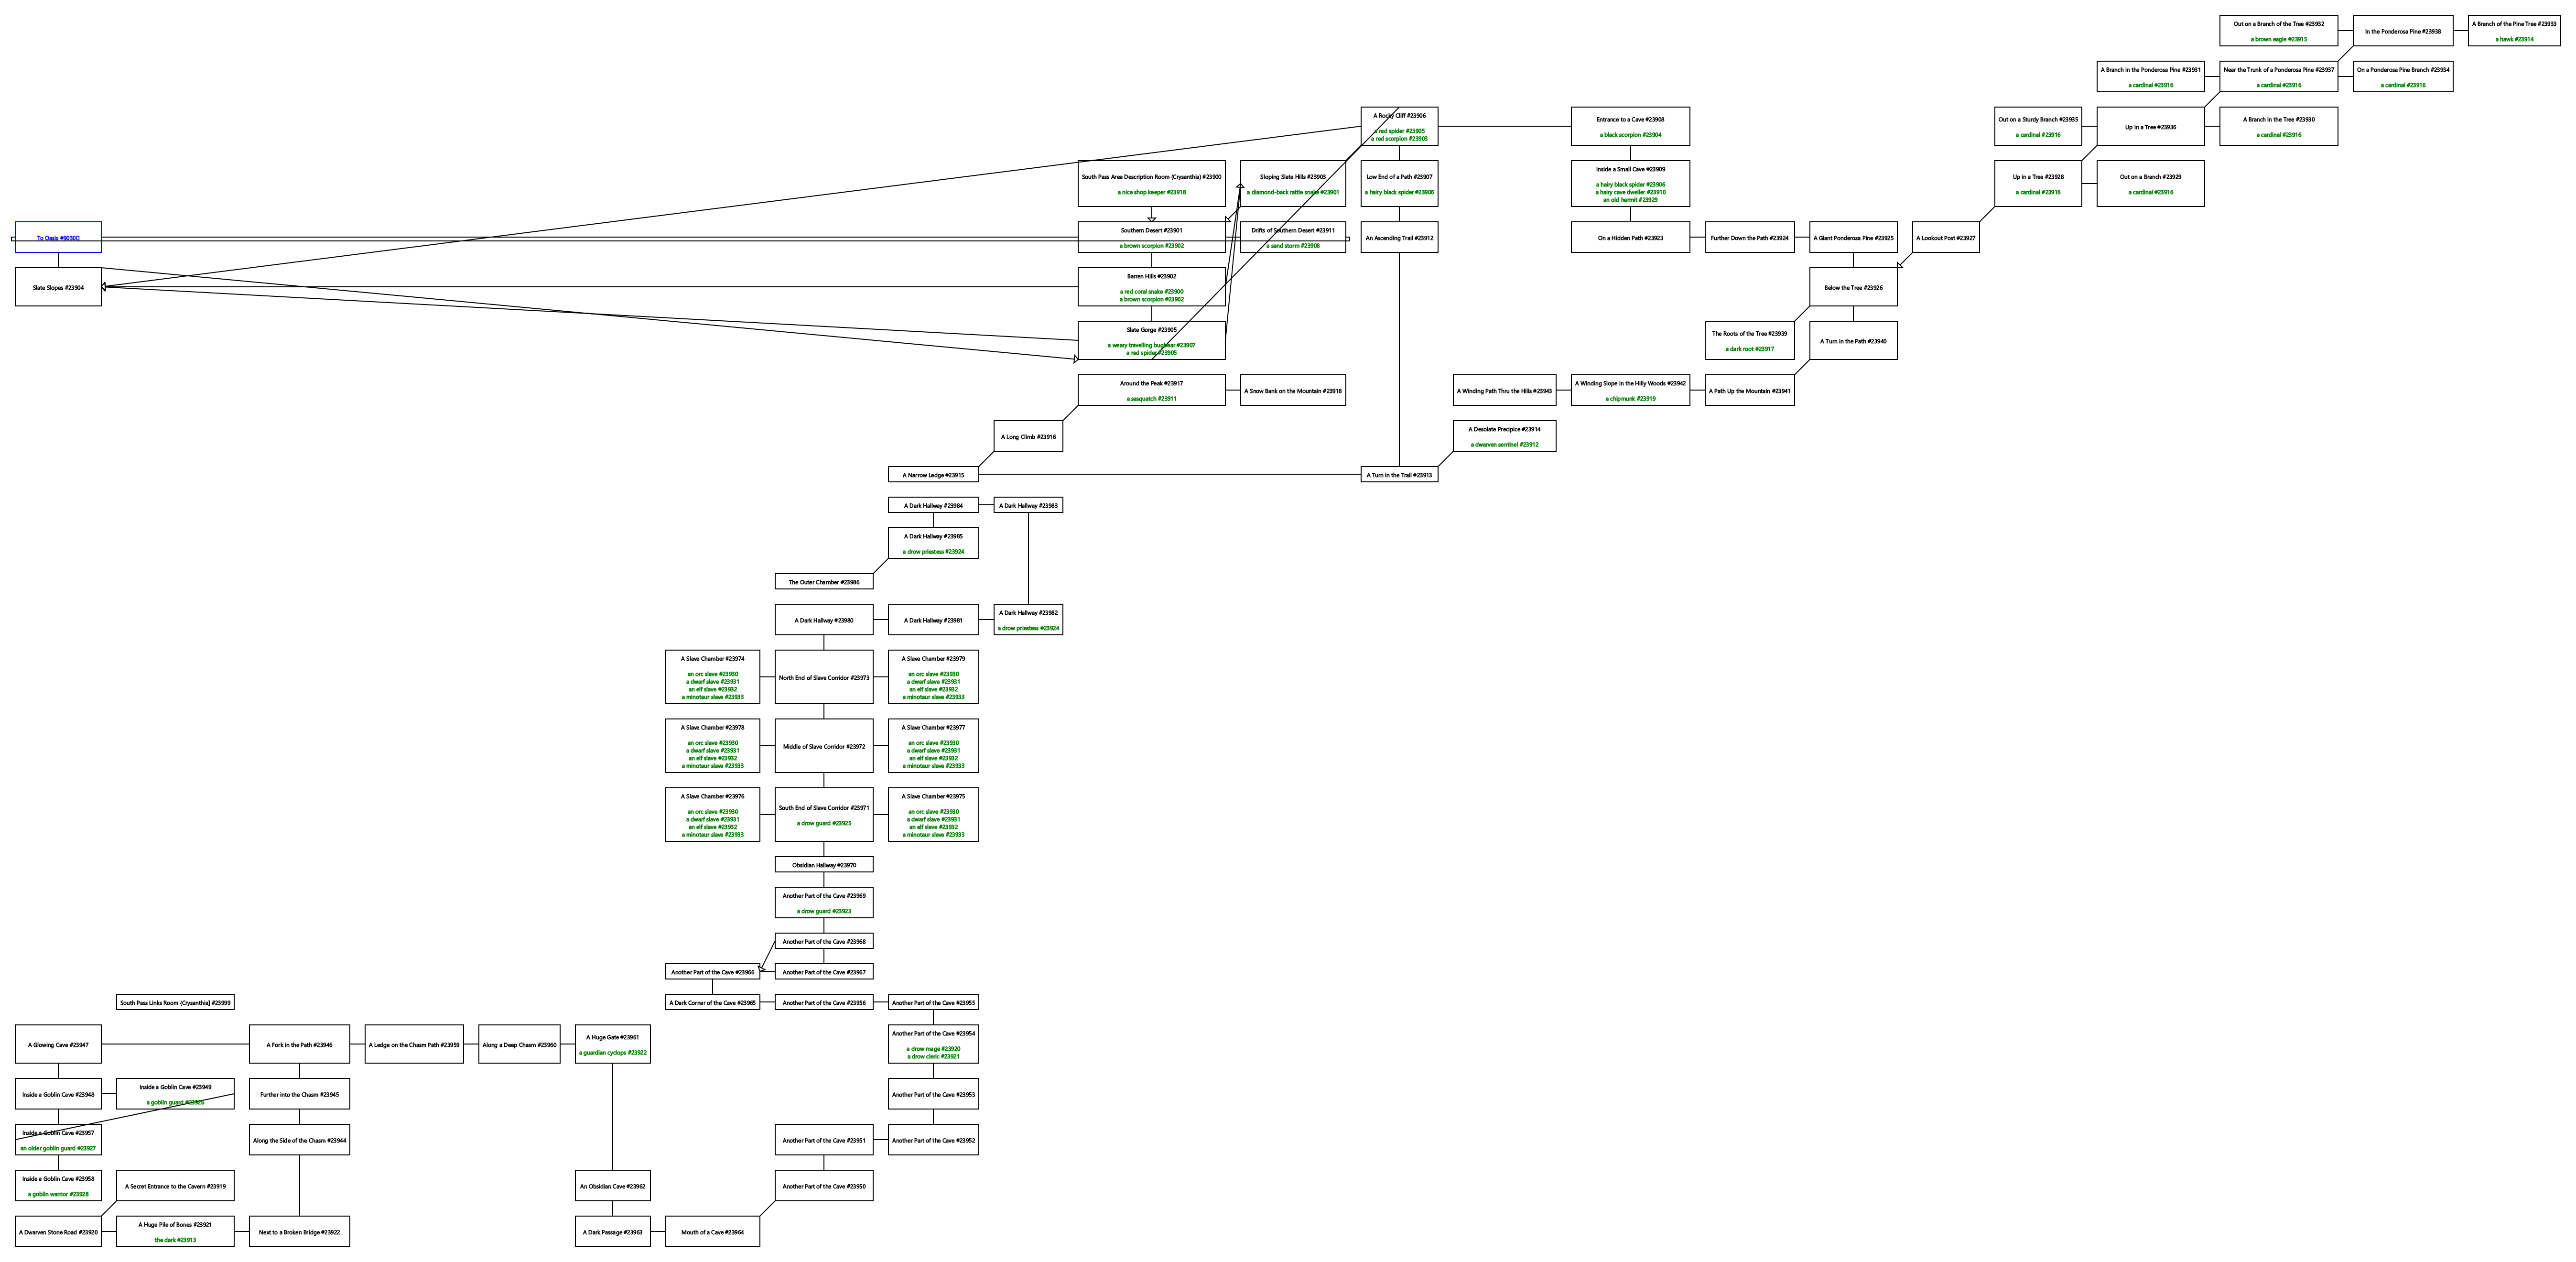 Out on a Branch of the Tree #23932
a brown eagle #23915
In the Ponderosa Pine #23938
A Branch of the Pine Tree #23933
a hawk #23914
A Branch in the Ponderosa Pine #23931
a cardinal #23916
Near the Trunk of a Ponderosa Pine #23937
a cardinal #23916
On a Ponderosa Pine Branch #23934
a cardinal #23916
A Rocky Cliff #23906
a red spider #23905
a red scorpion #23903
Entrance to a Cave #23908
a black scorpion #23904
Out on a Sturdy Branch #23935
a cardinal #23916
Up in a Tree #23936
A Branch in the Tree #23930
a cardinal #23916
South Pass Area Description Room (Crysanthia) #23900
a nice shop keeper #23918
Sloping Slate Hills #23903
a diamond-back rattle snake #23901
Low End of a Path #23907
a hairy black spider #23906
Inside a Small Cave #23909
a hairy black spider #23906
a hairy cave dweller #23910
an old hermit #23929
Up in a Tree #23928
a cardinal #23916
Out on a Branch #23929
a cardinal #23916
To Oasis #9030
Southern Desert #23901
a brown scorpion #23902
Drifts of Southern Desert #23911
a sand storm #23908
An Ascending Trail #23912
On a Hidden Path #23923
Further Down the Path #23924
A Giant Ponderosa Pine #23925
A Lookout Post #23927
Slate Slopes #23904
Barren Hills #23902
a red coral snake #23900
a brown scorpion #23902
Below the Tree #23926
Slate Gorge #23905
a weary travelling bugbear #23907
a red spider #23905
The Roots of the Tree #23939
a dark root #23917
A Turn in the Path #23940
Around the Peak #23917
a sasquatch #23911
A Snow Bank on the Mountain #23918
A Winding Path Thru the Hills #23943
A Winding Slope in the Hilly Woods #23942
a chipmunk #23919
A Path Up the Mountain #23941
A Long Climb #23916
A Desolate Precipice #23914
a dwarven sentinel #23912
A Narrow Ledge #23915
A Turn in the Trail #23913
A Dark Hallway #23984
A Dark Hallway #23983
A Dark Hallway #23985
a drow priestess #23924
The Outer Chamber #23986
A Dark Hallway #23980
A Dark Hallway #23981
A Dark Hallway #23982
a drow priestess #23924
A Slave Chamber #23974
an orc slave #23930
a dwarf slave #23931
an elf slave #23932
a minotaur slave #23933
North End of Slave Corridor #23973
A Slave Chamber #23979
an orc slave #23930
a dwarf slave #23931
an elf slave #23932
a minotaur slave #23933
A Slave Chamber #23978
an orc slave #23930
a dwarf slave #23931
an elf slave #23932
a minotaur slave #23933
Middle of Slave Corridor #23972
A Slave Chamber #23977
an orc slave #23930
a dwarf slave #23931
an elf slave #23932
a minotaur slave #23933
A Slave Chamber #23976
an orc slave #23930
a dwarf slave #23931
an elf slave #23932
a minotaur slave #23933
South End of Slave Corridor #23971
a drow guard #23925
A Slave Chamber #23975
an orc slave #23930
a dwarf slave #23931
an elf slave #23932
a minotaur slave #23933
Obsidian Hallway #23970
Another Part of the Cave #23969
a drow guard #23923
Another Part of the Cave #23968
Another Part of the Cave #23966
Another Part of the Cave #23967
South Pass Links Room (Crysanthia) #23999
A Dark Corner of the Cave #23965
Another Part of the Cave #23956
Another Part of the Cave #23955
A Glowing Cave #23947
A Fork in the Path #23946
A Ledge on the Chasm Path #23959
Along a Deep Chasm #23960
A Huge Gate #23961
a guardian cyclops #23922
Another Part of the Cave #23954
a drow mage #23920
a drow cleric #23921
Inside a Goblin Cave #23948
Inside a Goblin Cave #23949
a goblin guard #23926
Further into the Chasm #23945
Another Part of the Cave #23953
Inside a Goblin Cave #23957
an older goblin guard #23927
Along the Side of the Chasm #23944
Another Part of the Cave #23951
Another Part of the Cave #23952
Inside a Goblin Cave #23958
a goblin warrior #23928
A Secret Entrance to the Cavern #23919
An Obsidian Cave #23962
Another Part of the Cave #23950
A Dwarven Stone Road #23920
A Huge Pile of Bones #23921
the dark #23913
Next to a Broken Bridge #23922
A Dark Passage #23963
Mouth of a Cave #23964